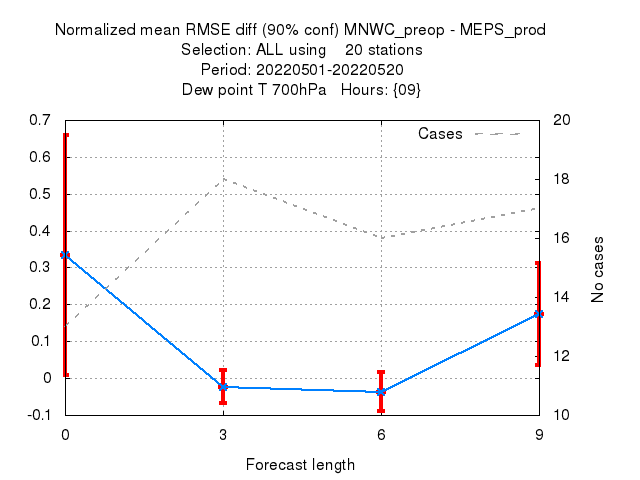 Normalized mean RMSE diff (90% conf) MNWC_preop - MEPS_prod
Selection: ALL using    20 stations
Period: 20220501-20220520
Dew point T 700hPa   Hours: {09}
Cases
0.7
0.6
0.5
0.4
0.3
0.2
0.1
0
-0.1
20
18
16
14
12
10
No cases
0 3 6 9
Forecast length